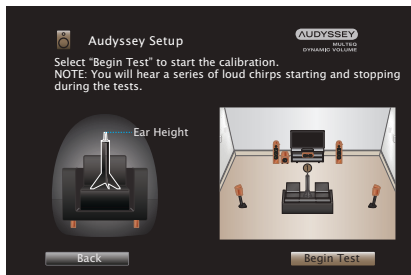 Audyssey Setup
AUDYSSEY
MULTEQ
DYNAMIC VOLUME
Select “Begin Test” to start the calibration.
NOTE: You will hear a series of loud chirps starting and stopping
during the tests.
Ear Height
Back
Begin Test